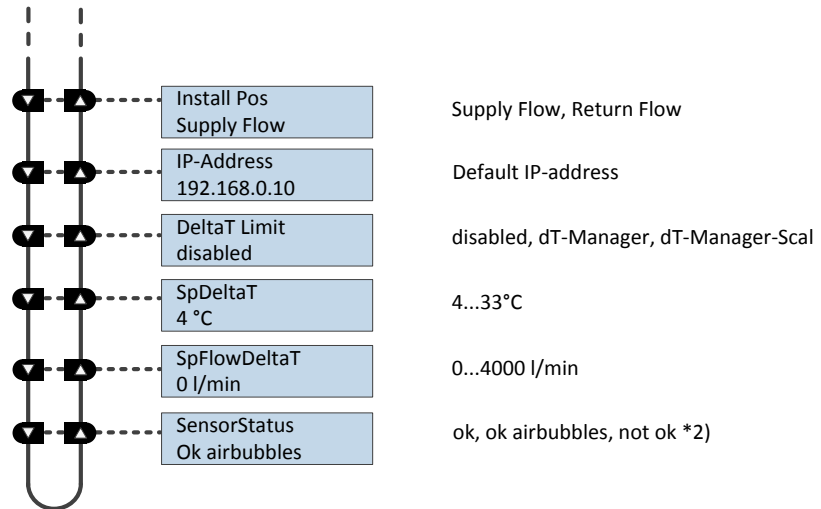 Install Pos
Supply Flow
Supply Flow, Return Flow
IP-Address
192.168.0.10
Default IP-address
DeltaT Limit
disabled
disabled, dT-Manager, dT-Manager-Scal
SpDeltaT
4 °C
4...33°C
SpFlowDeltaT
0 l/min
0...4000 l/min
SensorStatus
Ok airbubbles
ok, ok airbubbles, not ok *2)